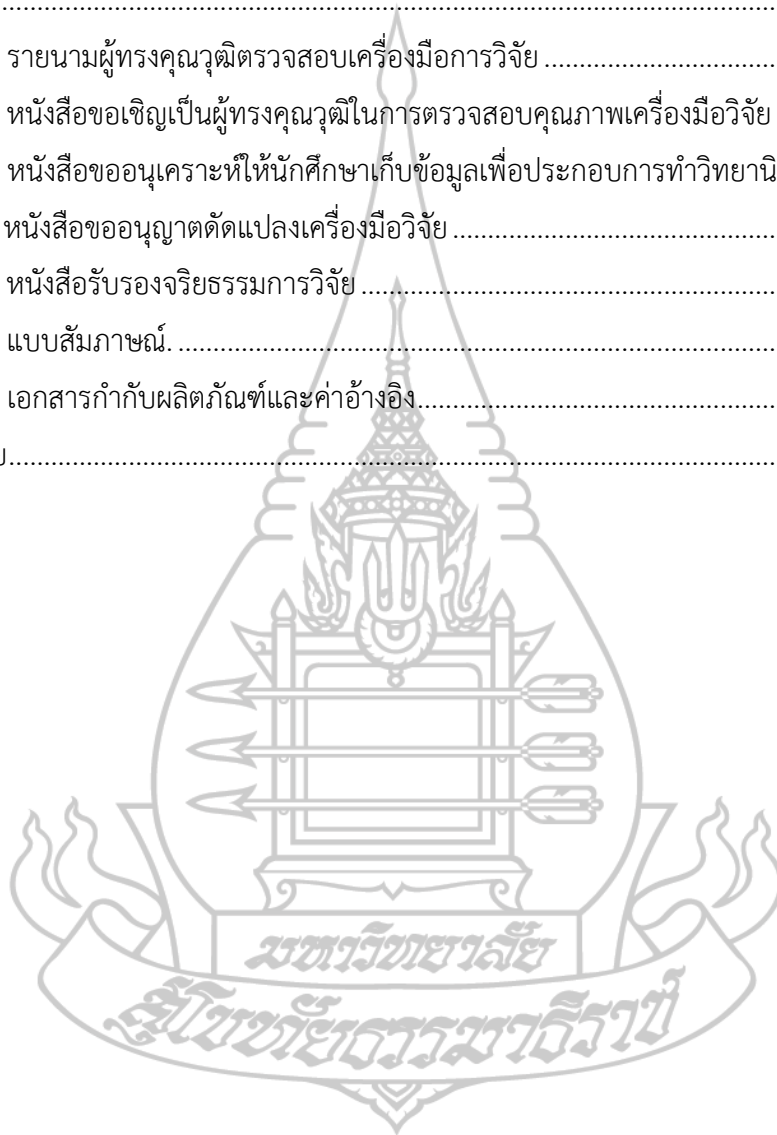 ........................................................................................................
รายนามผู้ทรงคุณวุฒิตรวจสอบเครื่องมือการวิจัย ...............................
หนังสือขอเชิญเป็นผู้ทรงคุณวุฒิในการตรวจสอบคุณภาพเครื่องมือวิจัย
หนังสือขออนุเคราะห์ให้นักศึกษาเก็บข้อมูลเพื่อประกอบการทำวิทยานิ
หนังสือขออนุญาตดัดแปลงเครื่องมือวิจัย ...........................................
หนังสือรับรองจริยธรรมการวิจัย .......................................................
แบบสัมภาษณ์. ...............................................................................
เอกสารกำกับผลิตภัณฑ์และค่าอ้างอิง................................................
........................................................................................................
มหาวิทยาลัย
สุโขทัยธรรมาธิราช